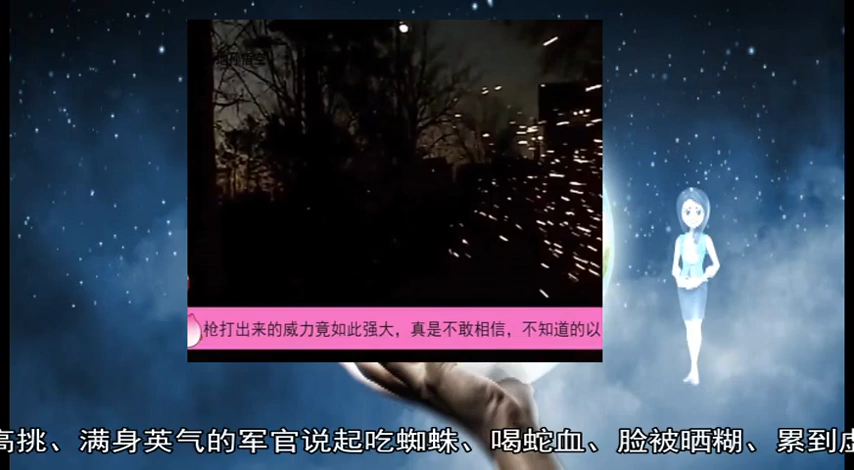 枪打出来的威力竟如此强大，真是不敢相信，不知道的以
高挑、满身英气的军官说起吃蜘蛛、喝蛇血、脸被晒糊、累到虚